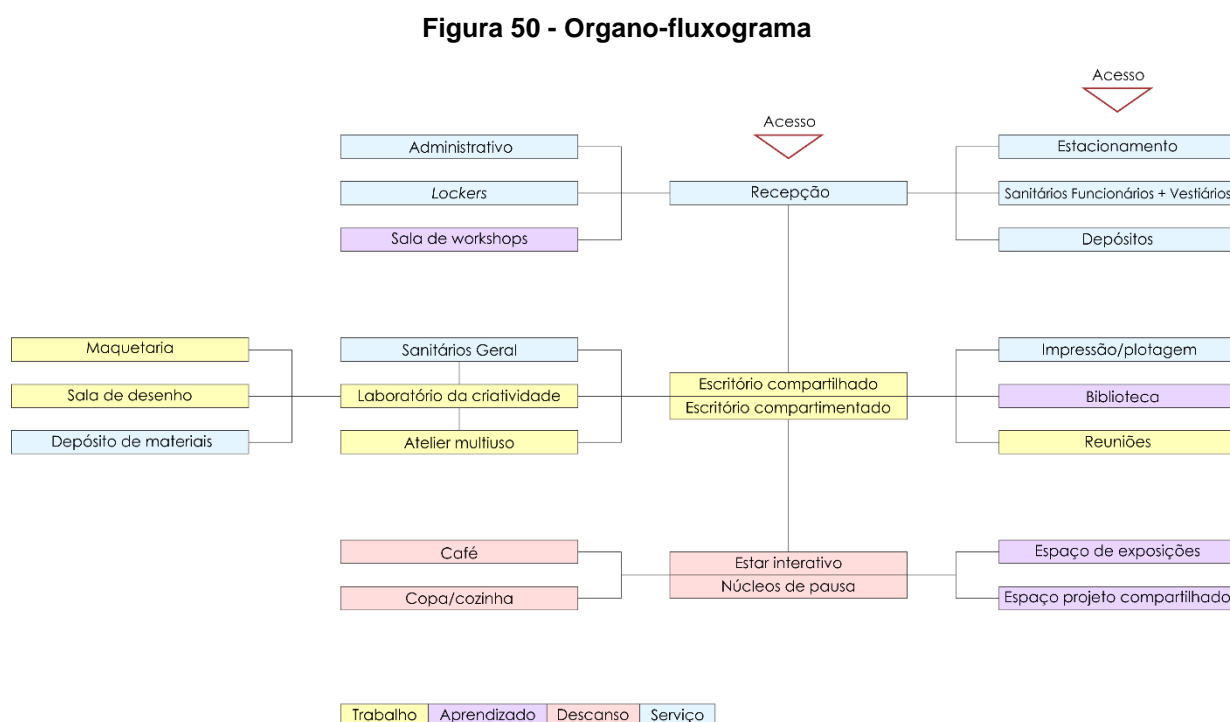 Figura 50 - Organo-fluxograma
Acesso
Acesso
Administrativo
Estacionamento
Lockers
Recepção
Sanitários Funcionários + Vestiários
Sala de workshops
Depósitos
Maquetaria
Sanitários Geral
Impressão/plotagem
Escritório compartilhado
Sala de desenho
Laboratório da criatividade
Biblioteca
Escritório compartimentado
Depósito de materiais
Atelier multiuso
Reuniões
Café
Espaço de exposições
Estar interativo
Núcleos de pausa
Copa/cozinha
Espaço projeto compartilhado
Trabalho Aprendizado Descanso Serviço